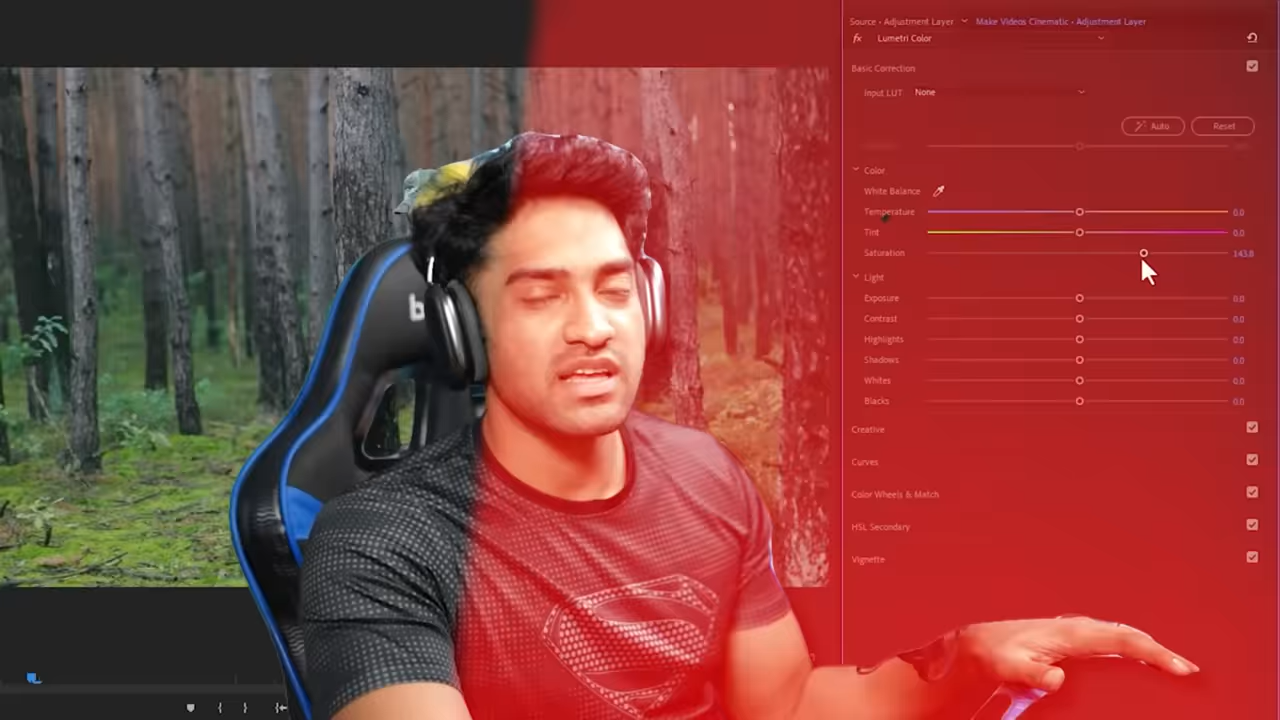 Source • Adjustment Layer Make Videos Cinematic • Adjustment Layer
fx Lumetri Color
Basic Correction
Input LUT None
Auto Reset
Color
White Balance
Temperature 0.0
Tint 0.0
Saturation 143.8
Light
Exposure 0.0
Contrast 0.0
Highlights 0.0
Shadows 0.0
Whites 0.0
Blacks 0.0
Creative
Curves
Color Wheels & Match
HSL Secondary
Vignette